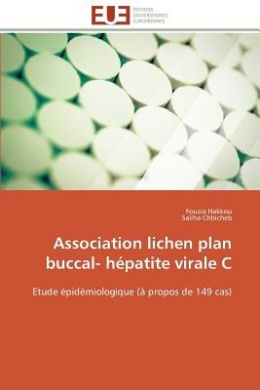 EUE
ÉDITIONS
UNIVERSITAIRES
EUROPÉENNES
Fouzia Hakkou
Saliha Chbicheb
Association lichen plan
buccal- hépatite virale C
Etude épidémiologique (à propos de 149 cas)